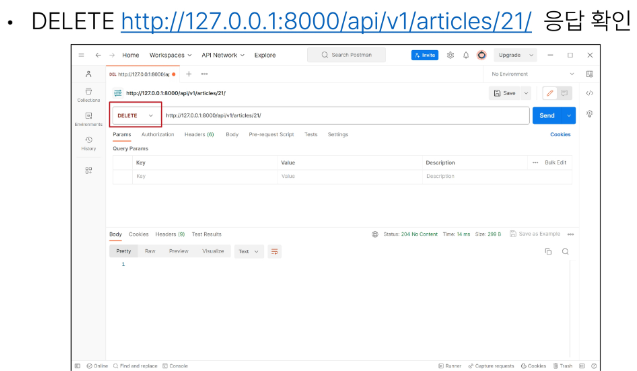 • DELETE http://127.0.0.1:8000/api/v1/articles/21/ 응답 확인
Home Workspaces API Network Explore Search Postman Invite Upgrade
http://127.0.0.1:8000/ap No Environment
http://127.0.0.1:8000/api/v1/articles/21/ Save
Collections
DELETE http://127.0.0.1:8000/api/v1/articles/21/ Send
Environments
Params Authorization Headers (6) Body Pre-request Script Tests Settings Cookies
History
Query Params
Key Value Description Bulk Edit
Key Value Description
Body Cookies Headers (8) Test Results Status: 204 No Content Time: 14 ms Save as Example
Pretty Raw Preview Visualize Text
1
Online Find and replace Console Runner Capture requests Cookies Trash